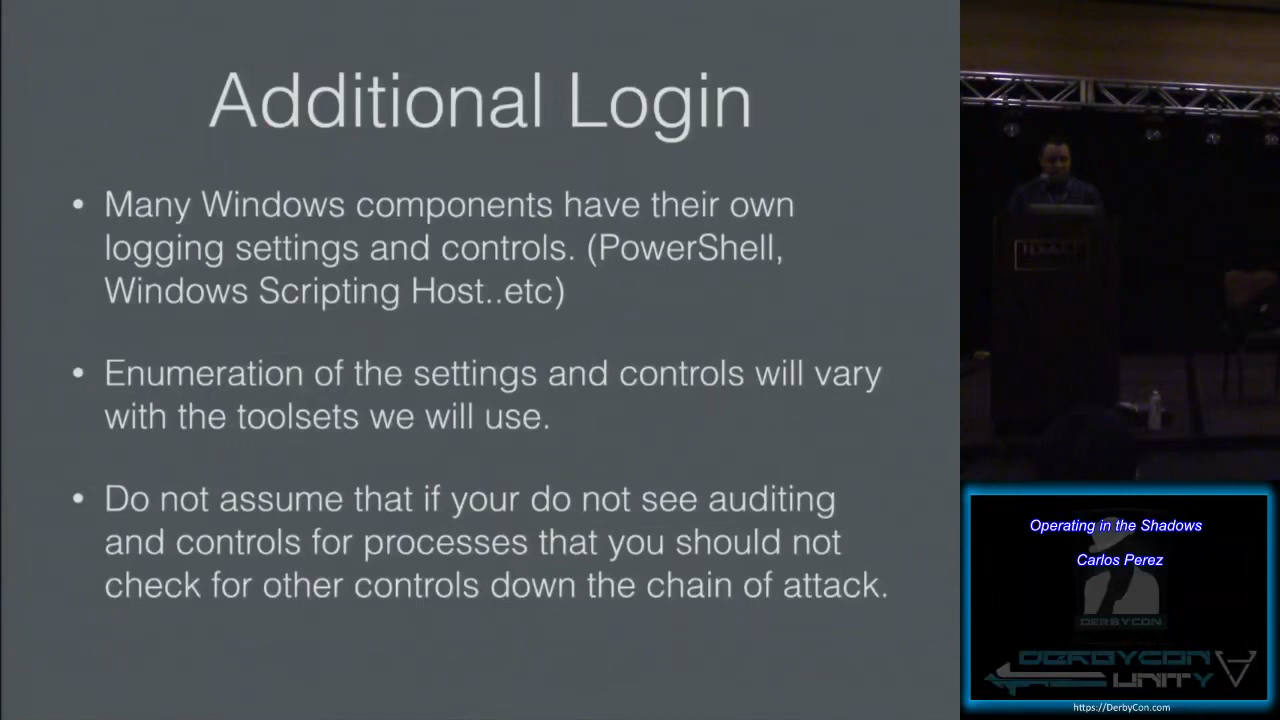 Additional Login
• Many Windows components have their own
logging settings and controls. (PowerShell,
Windows Scripting Host..etc)
• Enumeration of the settings and controls will vary
with the toolsets we will use.
• Do not assume that if your do not see auditing
and controls for processes that you should not
check for other controls down the chain of attack.
Operating in the Shadows
Carlos Perez
DERBYCON
DERBYCON
UNITY
https://DerbyCon.com